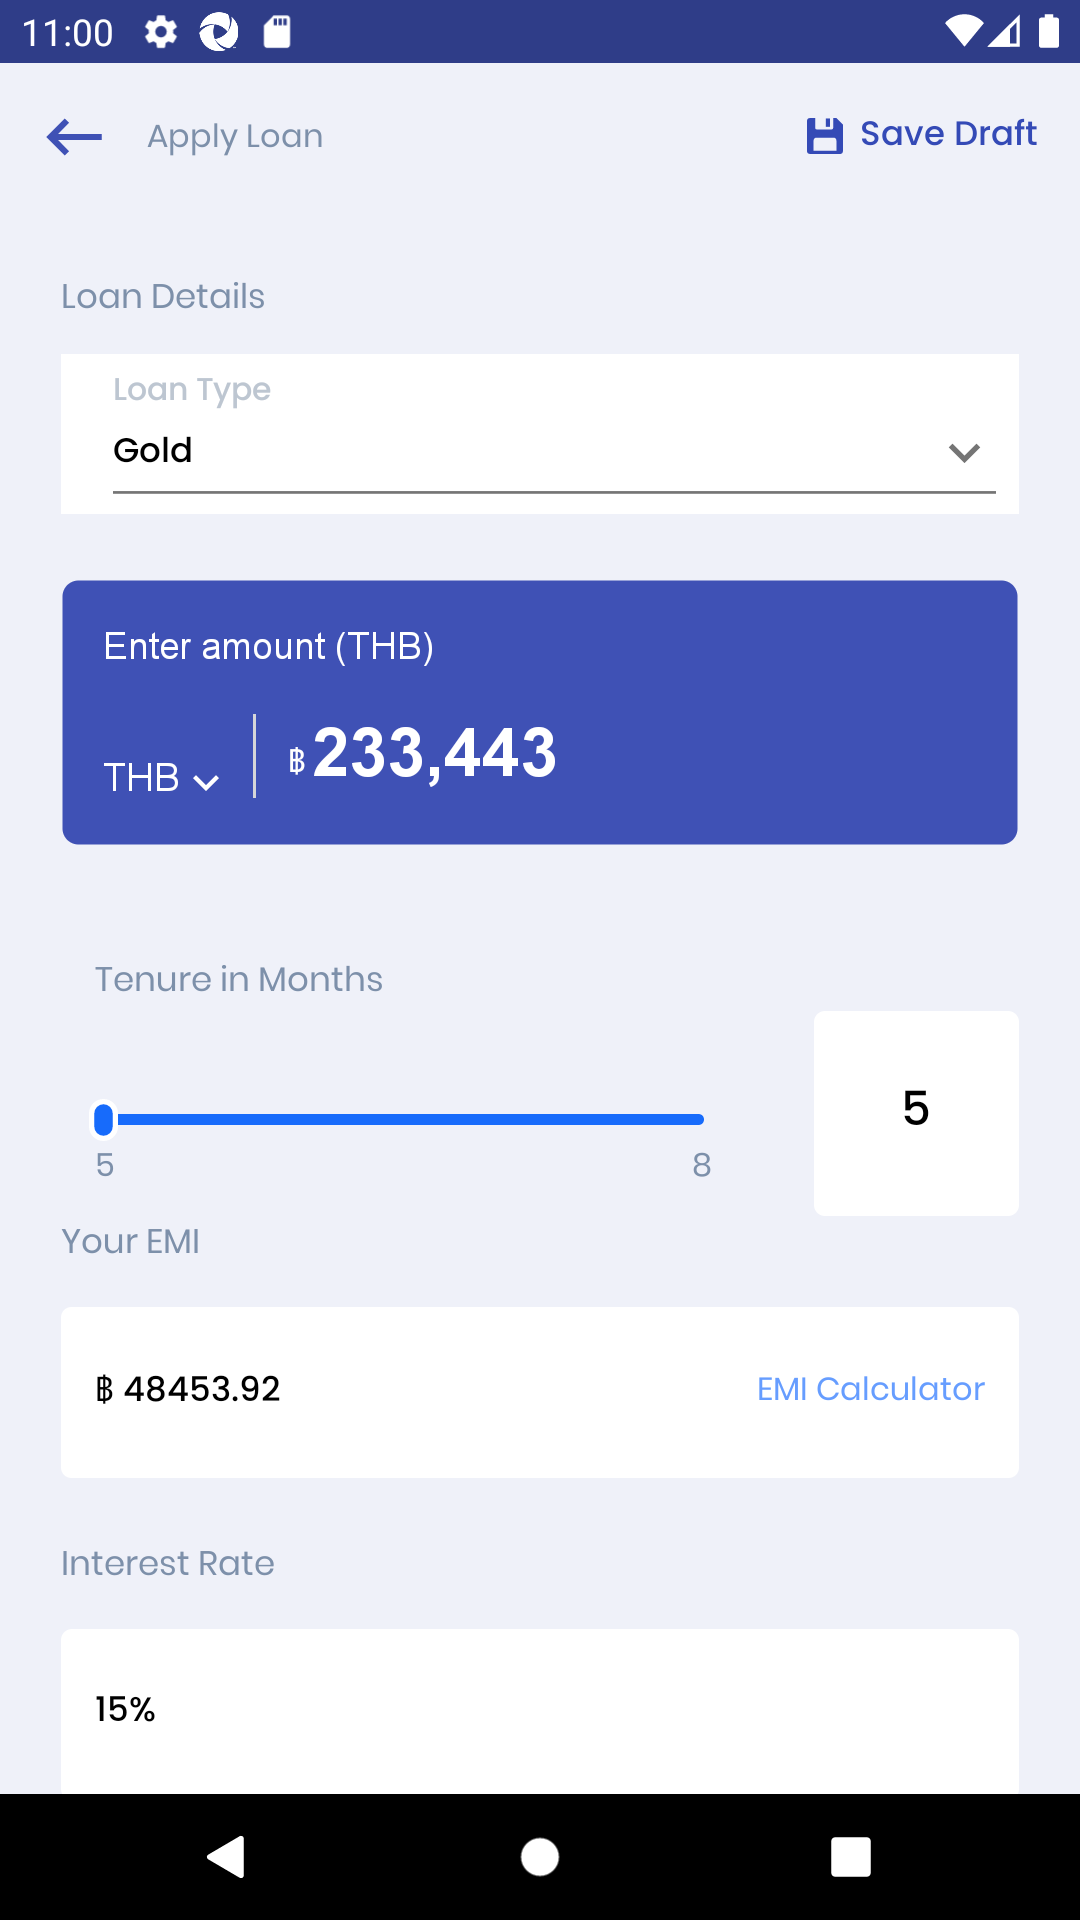 11:00
Apply Loan
Save Draft
Loan Details
Loan Type
Gold
Enter amount (THB)
THB
฿ 233,443
Tenure in Months
5
5
8
Your EMI
฿ 48453.92
EMI Calculator
Interest Rate
15%